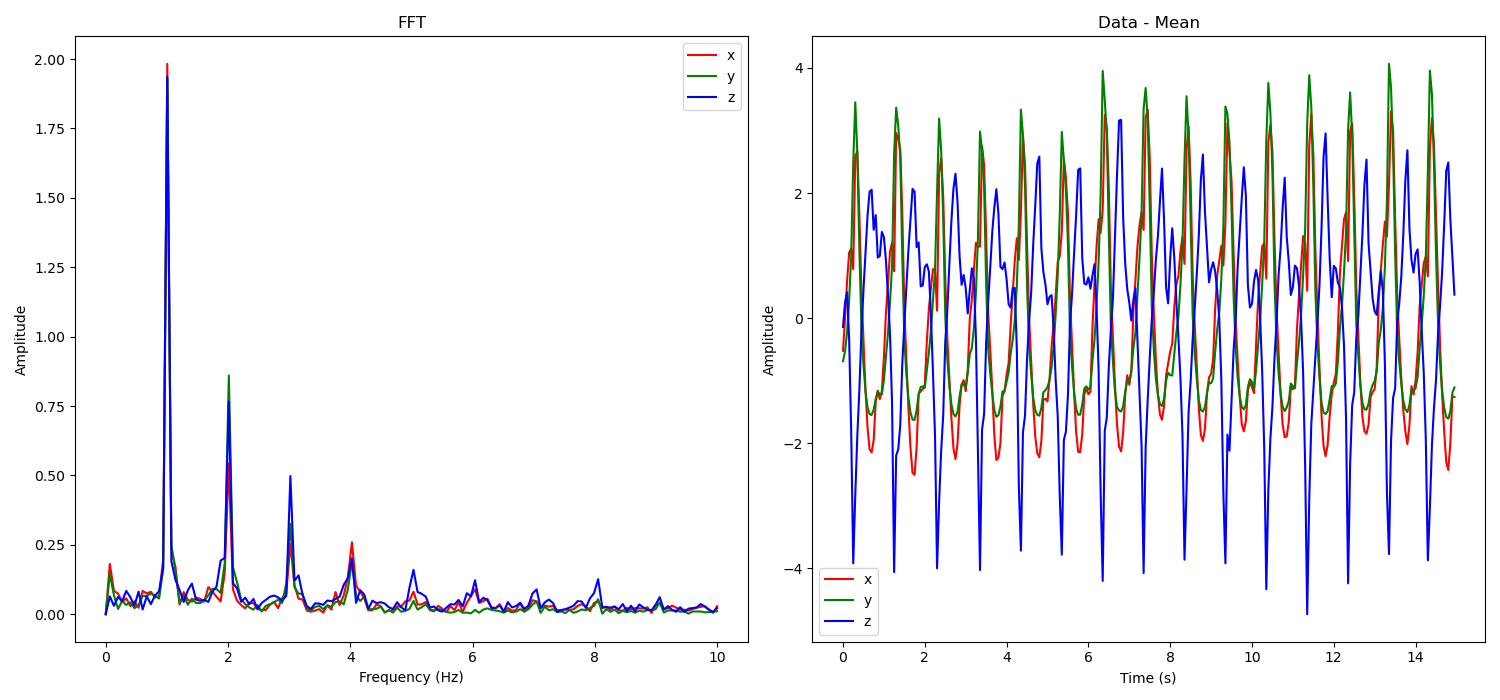 FFT
Amplitude
2.00
1.75
1.50
1.25
1.00
0.75
0.50
0.25
0.00
0 2 4 6 8 10
Frequency (Hz)
x
y
z
Data - Mean
Amplitude
4
2
0
−2
−4
0 2 4 6 8 10 12 14
Time (s)
x
y
z